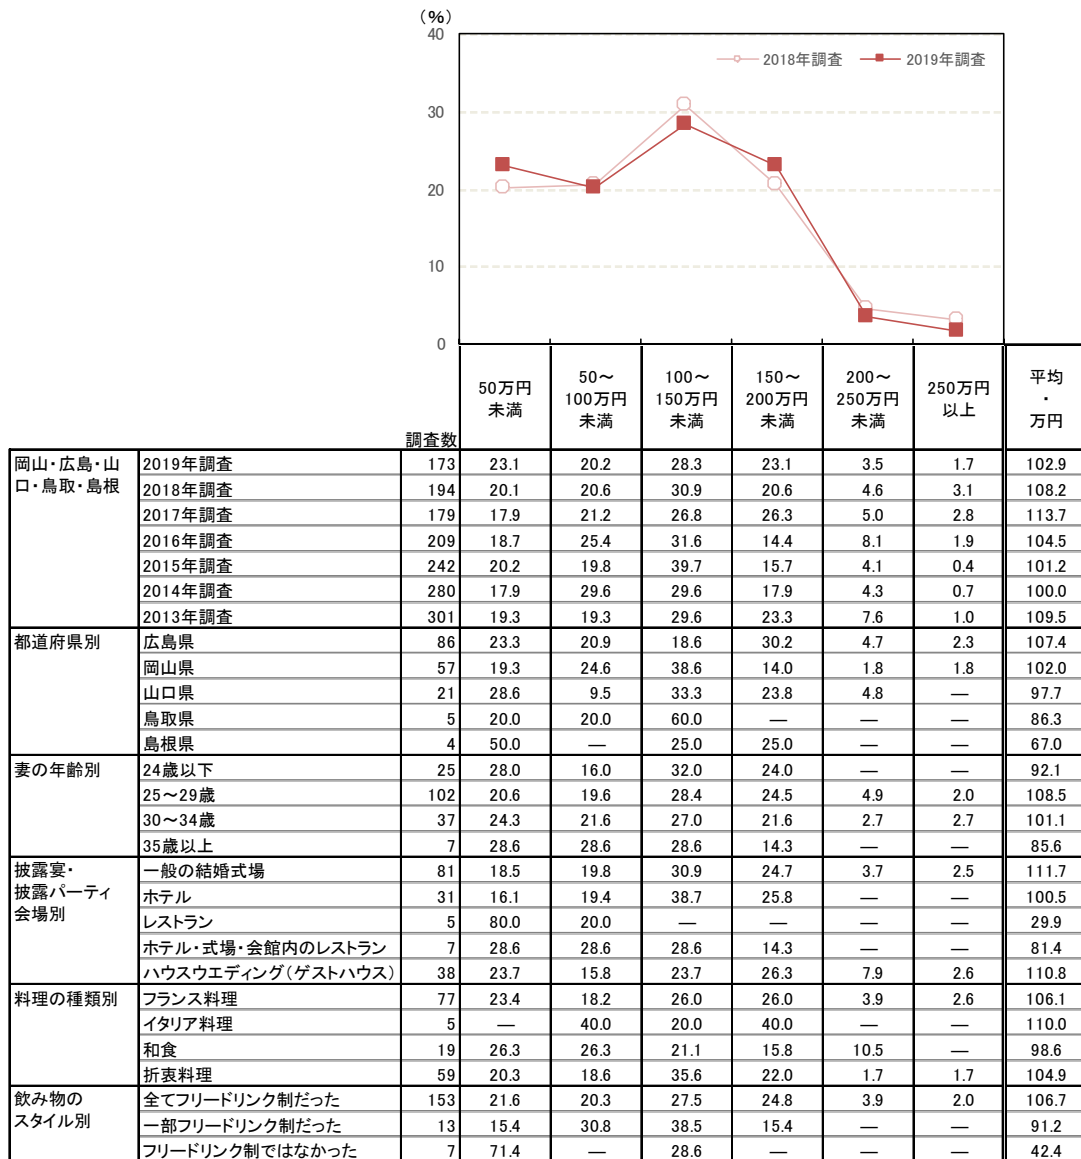 （%）
40
30
20
10
0
2018年調査 2019年調査
調査数 50万円未満 50～100万円未満 100～150万円未満 150～200万円未満 200～250万円未満 250万円以上 平均・万円
岡山・広島・山口・鳥取・島根 2019年調査 173 23.1 20.2 28.3 23.1 3.5 1.7 102.9
2018年調査 194 20.1 20.6 30.9 20.6 4.6 3.1 108.2
2017年調査 179 17.9 21.2 26.8 26.3 5.0 2.8 113.7
2016年調査 209 18.7 25.4 31.6 14.4 8.1 1.9 104.5
2015年調査 242 20.2 19.8 39.7 15.7 4.1 0.4 101.2
2014年調査 280 17.9 29.6 29.6 17.9 4.3 0.7 100.0
2013年調査 301 19.3 19.3 29.6 23.3 7.6 1.0 109.5
都道府県別 広島県 86 23.3 20.9 18.6 30.2 4.7 2.3 107.4
岡山県 57 19.3 24.6 38.6 14.0 1.8 1.8 102.0
山口県 21 28.6 9.5 33.3 23.8 4.8 ― 97.7
鳥取県 5 20.0 20.0 60.0 ― ― ― 86.3
島根県 4 50.0 ― 25.0 25.0 ― ― 67.0
妻の年齢別 24歳以下 25 28.0 16.0 32.0 24.0 ― ― 92.1
25～29歳 102 20.6 19.6 28.4 24.5 4.9 2.0 108.5
30～34歳 37 24.3 21.6 27.0 21.6 2.7 2.7 101.1
35歳以上 7 28.6 28.6 28.6 14.3 ― ― 85.6
披露宴・披露パーティ会場別 一般の結婚式場 81 18.5 19.8 30.9 24.7 3.7 2.5 111.7
ホテル 31 16.1 19.4 38.7 25.8 ― ― 100.5
レストラン 5 80.0 20.0 ― ― ― ― 29.9
ホテル・式場・会館内のレストラン 7 28.6 28.6 28.6 14.3 ― ― 81.4
ハウスウエディング（ゲストハウス） 38 23.7 15.8 23.7 26.3 7.9 2.6 110.8
料理の種類別 フランス料理 77 23.4 18.2 26.0 26.0 3.9 2.6 106.1
イタリア料理 5 ― 40.0 20.0 40.0 ― ― 110.0
和食 19 26.3 26.3 21.1 15.8 10.5 ― 98.6
折衷料理 59 20.3 18.6 35.6 22.0 1.7 1.7 104.9
飲み物のスタイル別 全てフリードリンク制だった 153 21.6 20.3 27.5 24.8 3.9 2.0 106.7
一部フリードリンク制だった 13 15.4 30.8 38.5 15.4 ― ― 91.2
フリードリンク制ではなかった 7 71.4 ― 28.6 ― ― ― 42.4